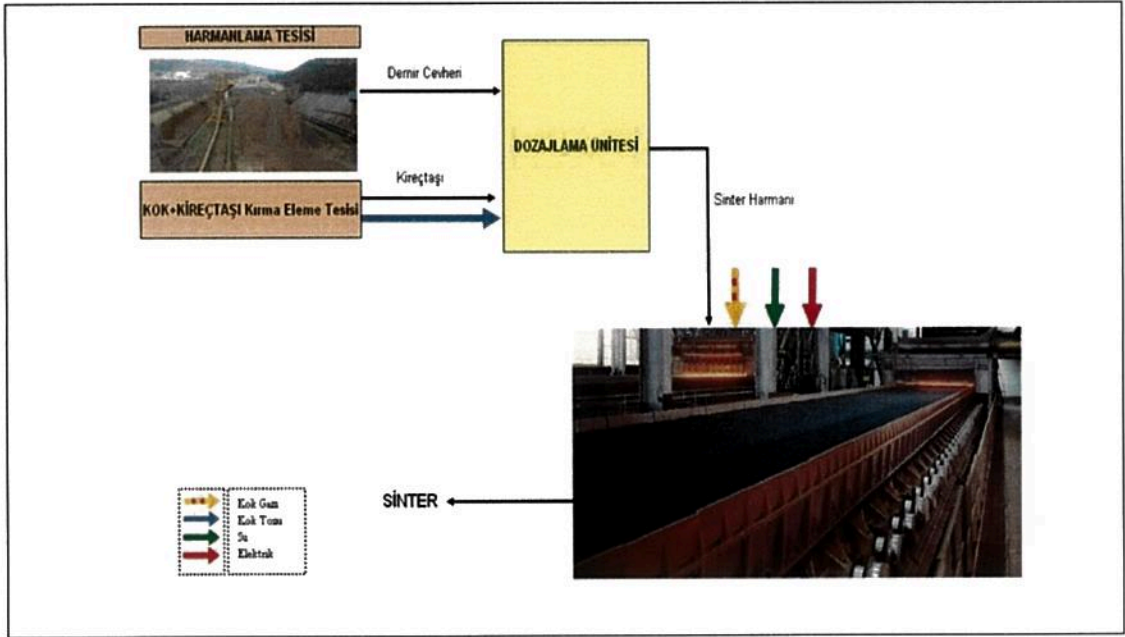 HARMANLAMA TESİSİ
Demir Cevheri
DOZAJLAMA ÜNİTESİ
Kireçtaşı
KOK+KİREÇTAŞI Kırma Eleme Tesisi
Sinter Harmanı
SİNTER
Kok Gazı
Kok Tozu
Su
Elektrik